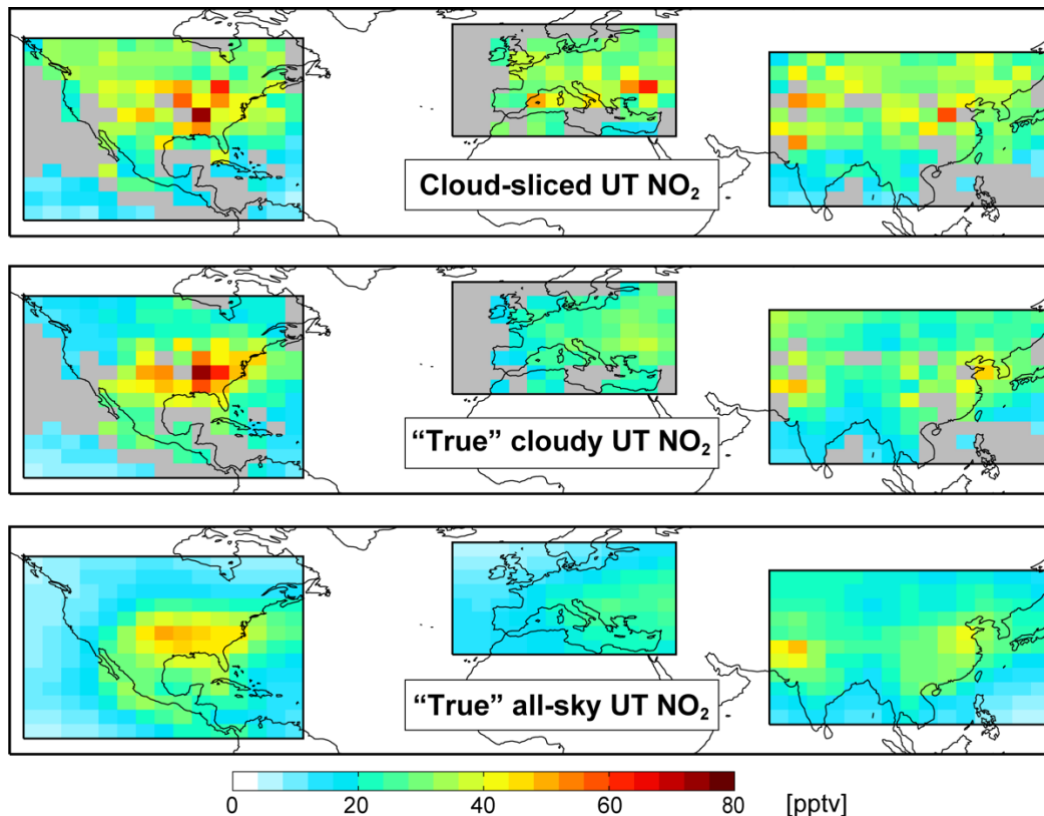 Cloud-sliced UT NO₂
“True” cloudy UT NO₂
“True” all-sky UT NO₂
0 20 40 60 80 [pptv]